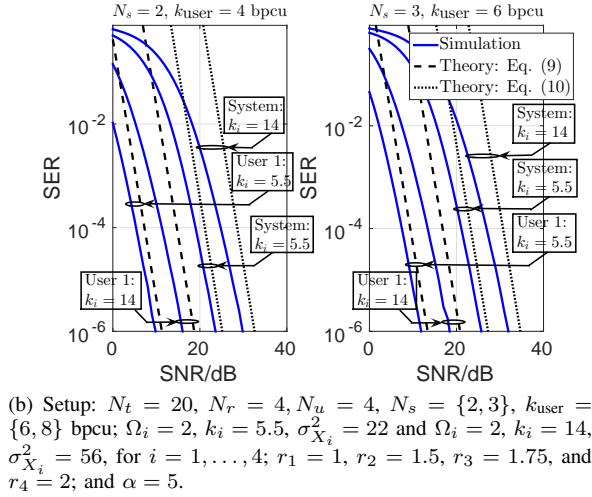 N_s = 2, k_user = 4 bpcu
N_s = 3, k_user = 6 bpcu
Simulation
Theory: Eq. (9)
Theory: Eq. (10)
System:
k_i = 14
User 1:
k_i = 5.5
System:
k_i = 5.5
User 1:
k_i = 14
System:
k_i = 14
System:
k_i = 5.5
User 1:
k_i = 5.5
User 1:
k_i = 14
SER
10^-2
10^-4
10^-6
0 20 40
SNR/dB
SER
10^-2
10^-4
10^-6
0 20 40
SNR/dB
(b) Setup: N_t = 20, N_r = 4, N_u = 4, N_s = {2, 3}, k_user =
{6, 8} bpcu; Ω_i = 2, k_i = 5.5, σ²_{X_i} = 22 and Ω_i = 2, k_i = 14,
σ²_{X_i} = 56, for i = 1, . . . , 4; r_1 = 1, r_2 = 1.5, r_3 = 1.75, and
r_4 = 2; and α = 5.